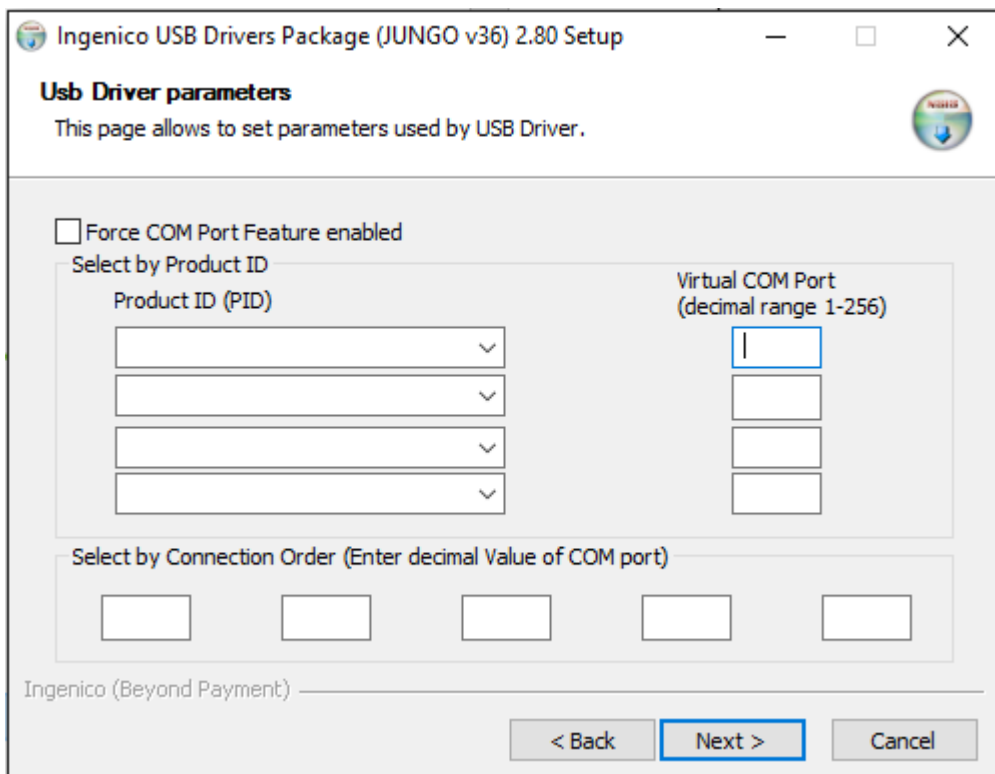 Ingenico USB Drivers Package (JUNGO v36) 2.80 Setup
Usb Driver parameters
This page allows to set parameters used by USB Driver.
Force COM Port Feature enabled
Select by Product ID
Product ID (PID)
Virtual COM Port
(decimal range 1-256)
Select by Connection Order (Enter decimal Value of COM port)
Ingenico (Beyond Payment)
< Back
Next >
Cancel